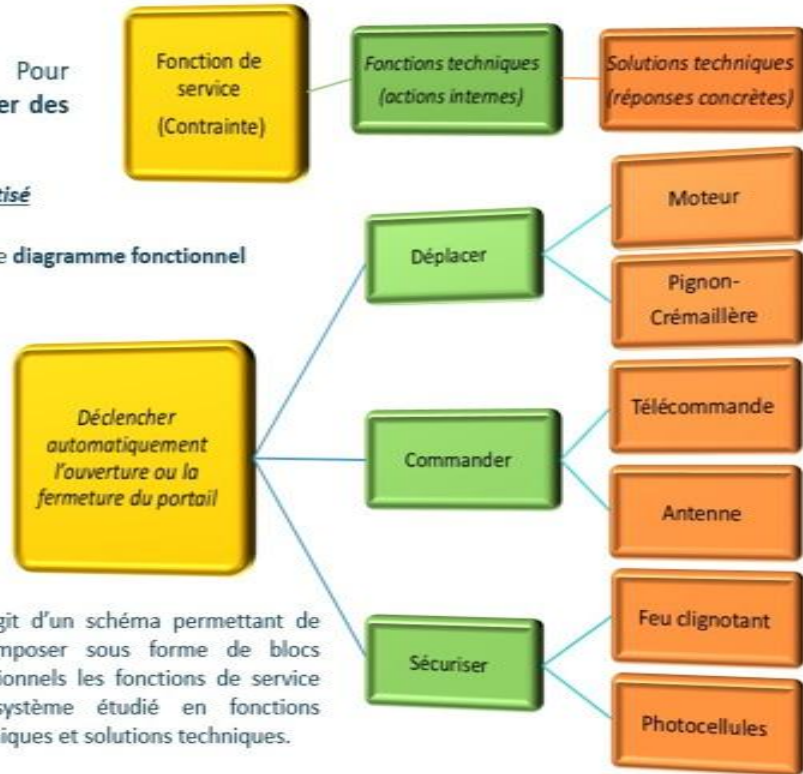 Pour
er des
tisé
e diagramme fonctionnel
Fonction de
service
(Contrainte)
Fonctions techniques
(actions internes)
Solutions techniques
(réponses concrètes)
Déclencher
automatiquement
l'ouverture ou la
fermeture du portail
Déplacer
Moteur
Pignon-
Crémaillère
Commander
Télécommande
Antenne
Sécuriser
Feu clignotant
Photocellules
git d'un schéma permettant de
mposer sous forme de blocs
ionnels les fonctions de service
système étudié en fonctions
niques et solutions techniques.